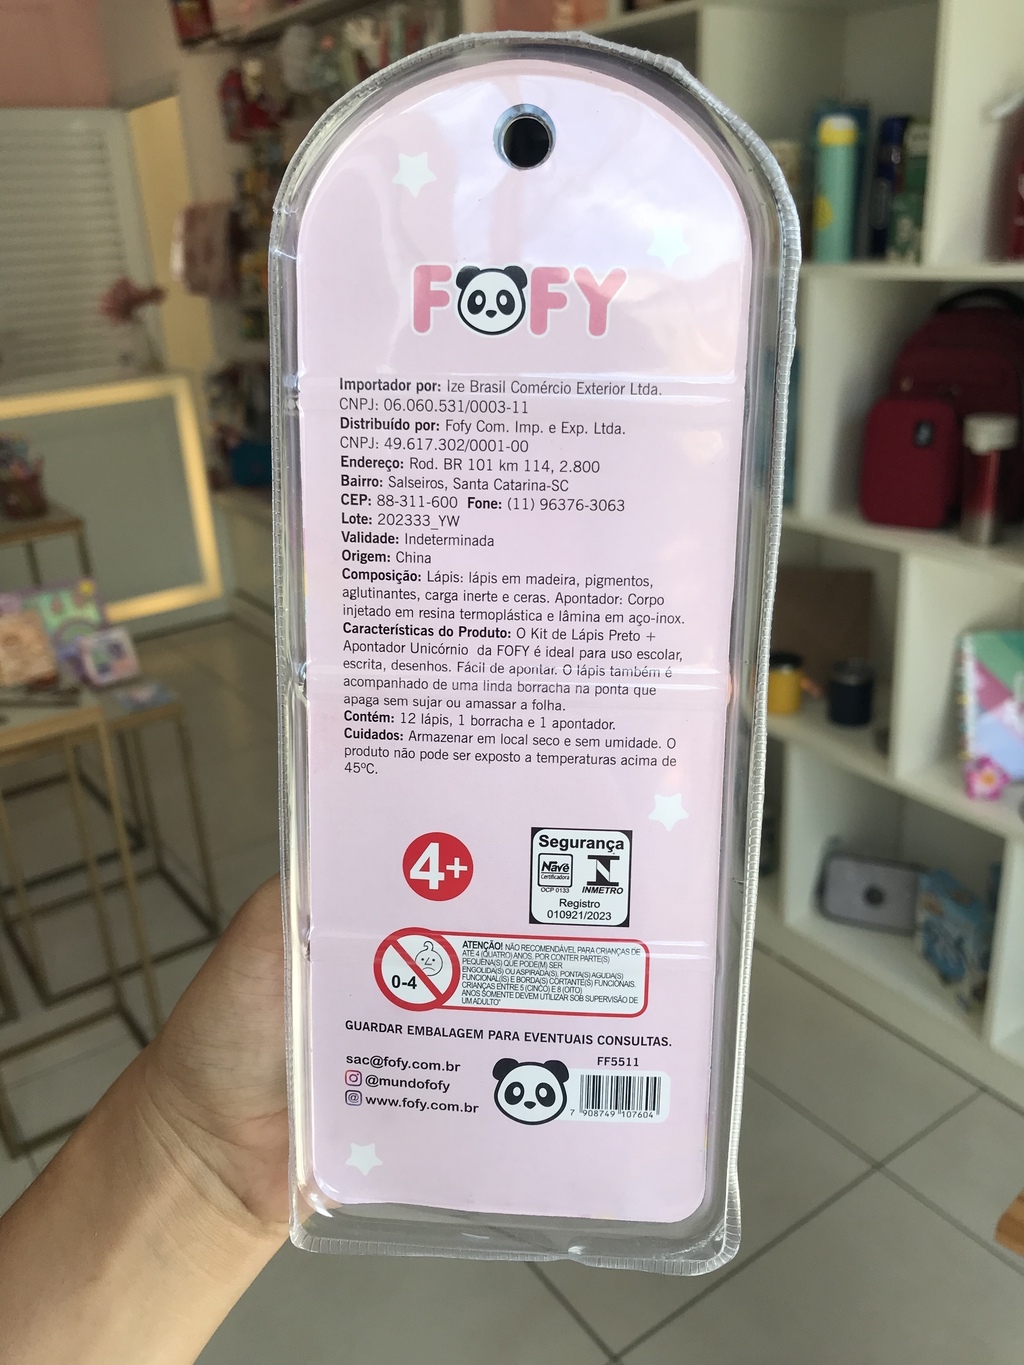 FOFY
Importador por: Ize Brasil Comércio Exterior Ltda.
CNPJ: 06.060.531/0003-11
Distribuído por: Fofy Com. Imp. e Exp. Ltda.
CNPJ: 49.617.302/0001-00
Endereço: Rod. BR 101 km 114, 2.800
Bairro: Salseiros, Santa Catarina-SC
CEP: 88-311-600 Fone: (11) 96376-3063
Lote: 202333_YW
Validade: Indeterminada
Origem: China
Composição: Lápis: lápis em madeira, pigmentos,
aglutinantes, carga inerte e ceras. Apontador: Corpo
injetado em resina termoplástica e lâmina em aço-inox.
Características do Produto: O Kit de Lápis Preto +
Apontador Unicórnio da FOFY é ideal para uso escolar,
escrita, desenhos. Fácil de apontar. O lápis também é
acompanhado de uma linda borracha na ponta que
apaga sem sujar ou amassar a folha.
Contém: 12 lápis, 1 borracha e 1 apontador.
Cuidados: Armazenar em local seco e sem umidade. O
produto não pode ser exposto a temperaturas acima de
45ºC.
4+
Segurança
Navë
Certificadora
OCP 0133
INMETRO
Registro
010921/2023
0-4
ATENÇÃO! NÃO RECOMENDÁVEL PARA CRIANÇAS DE
ATÉ 4 (QUATRO) ANOS, POR CONTER PARTE(S)
PEQUENA(S) QUE PODE(M) SER
ENGOLIDA(S) OU ASPIRADA(S), PONTA(S) AGUDA(S)
FUNCIONAL(IS) E BORDA(S) CORTANTE(S) FUNCIONAIS.
CRIANÇAS ENTRE 5 (CINCO) E 8 (OITO)
ANOS SOMENTE DEVEM UTILIZAR SOB SUPERVISÃO DE
UM ADULTO"
GUARDAR EMBALAGEM PARA EVENTUAIS CONSULTAS.
sac@fofy.com.br
@mundofofy
www.fofy.com.br
FF5511
7 908749 107604